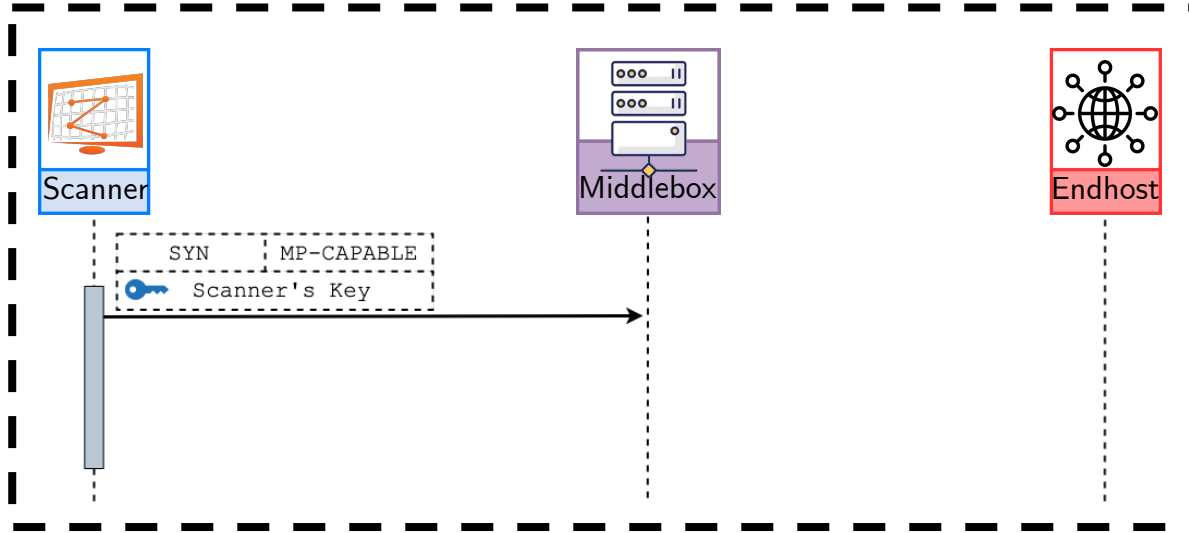 Scanner
Middlebox
Endhost
SYN MP-CAPABLE
Scanner's Key